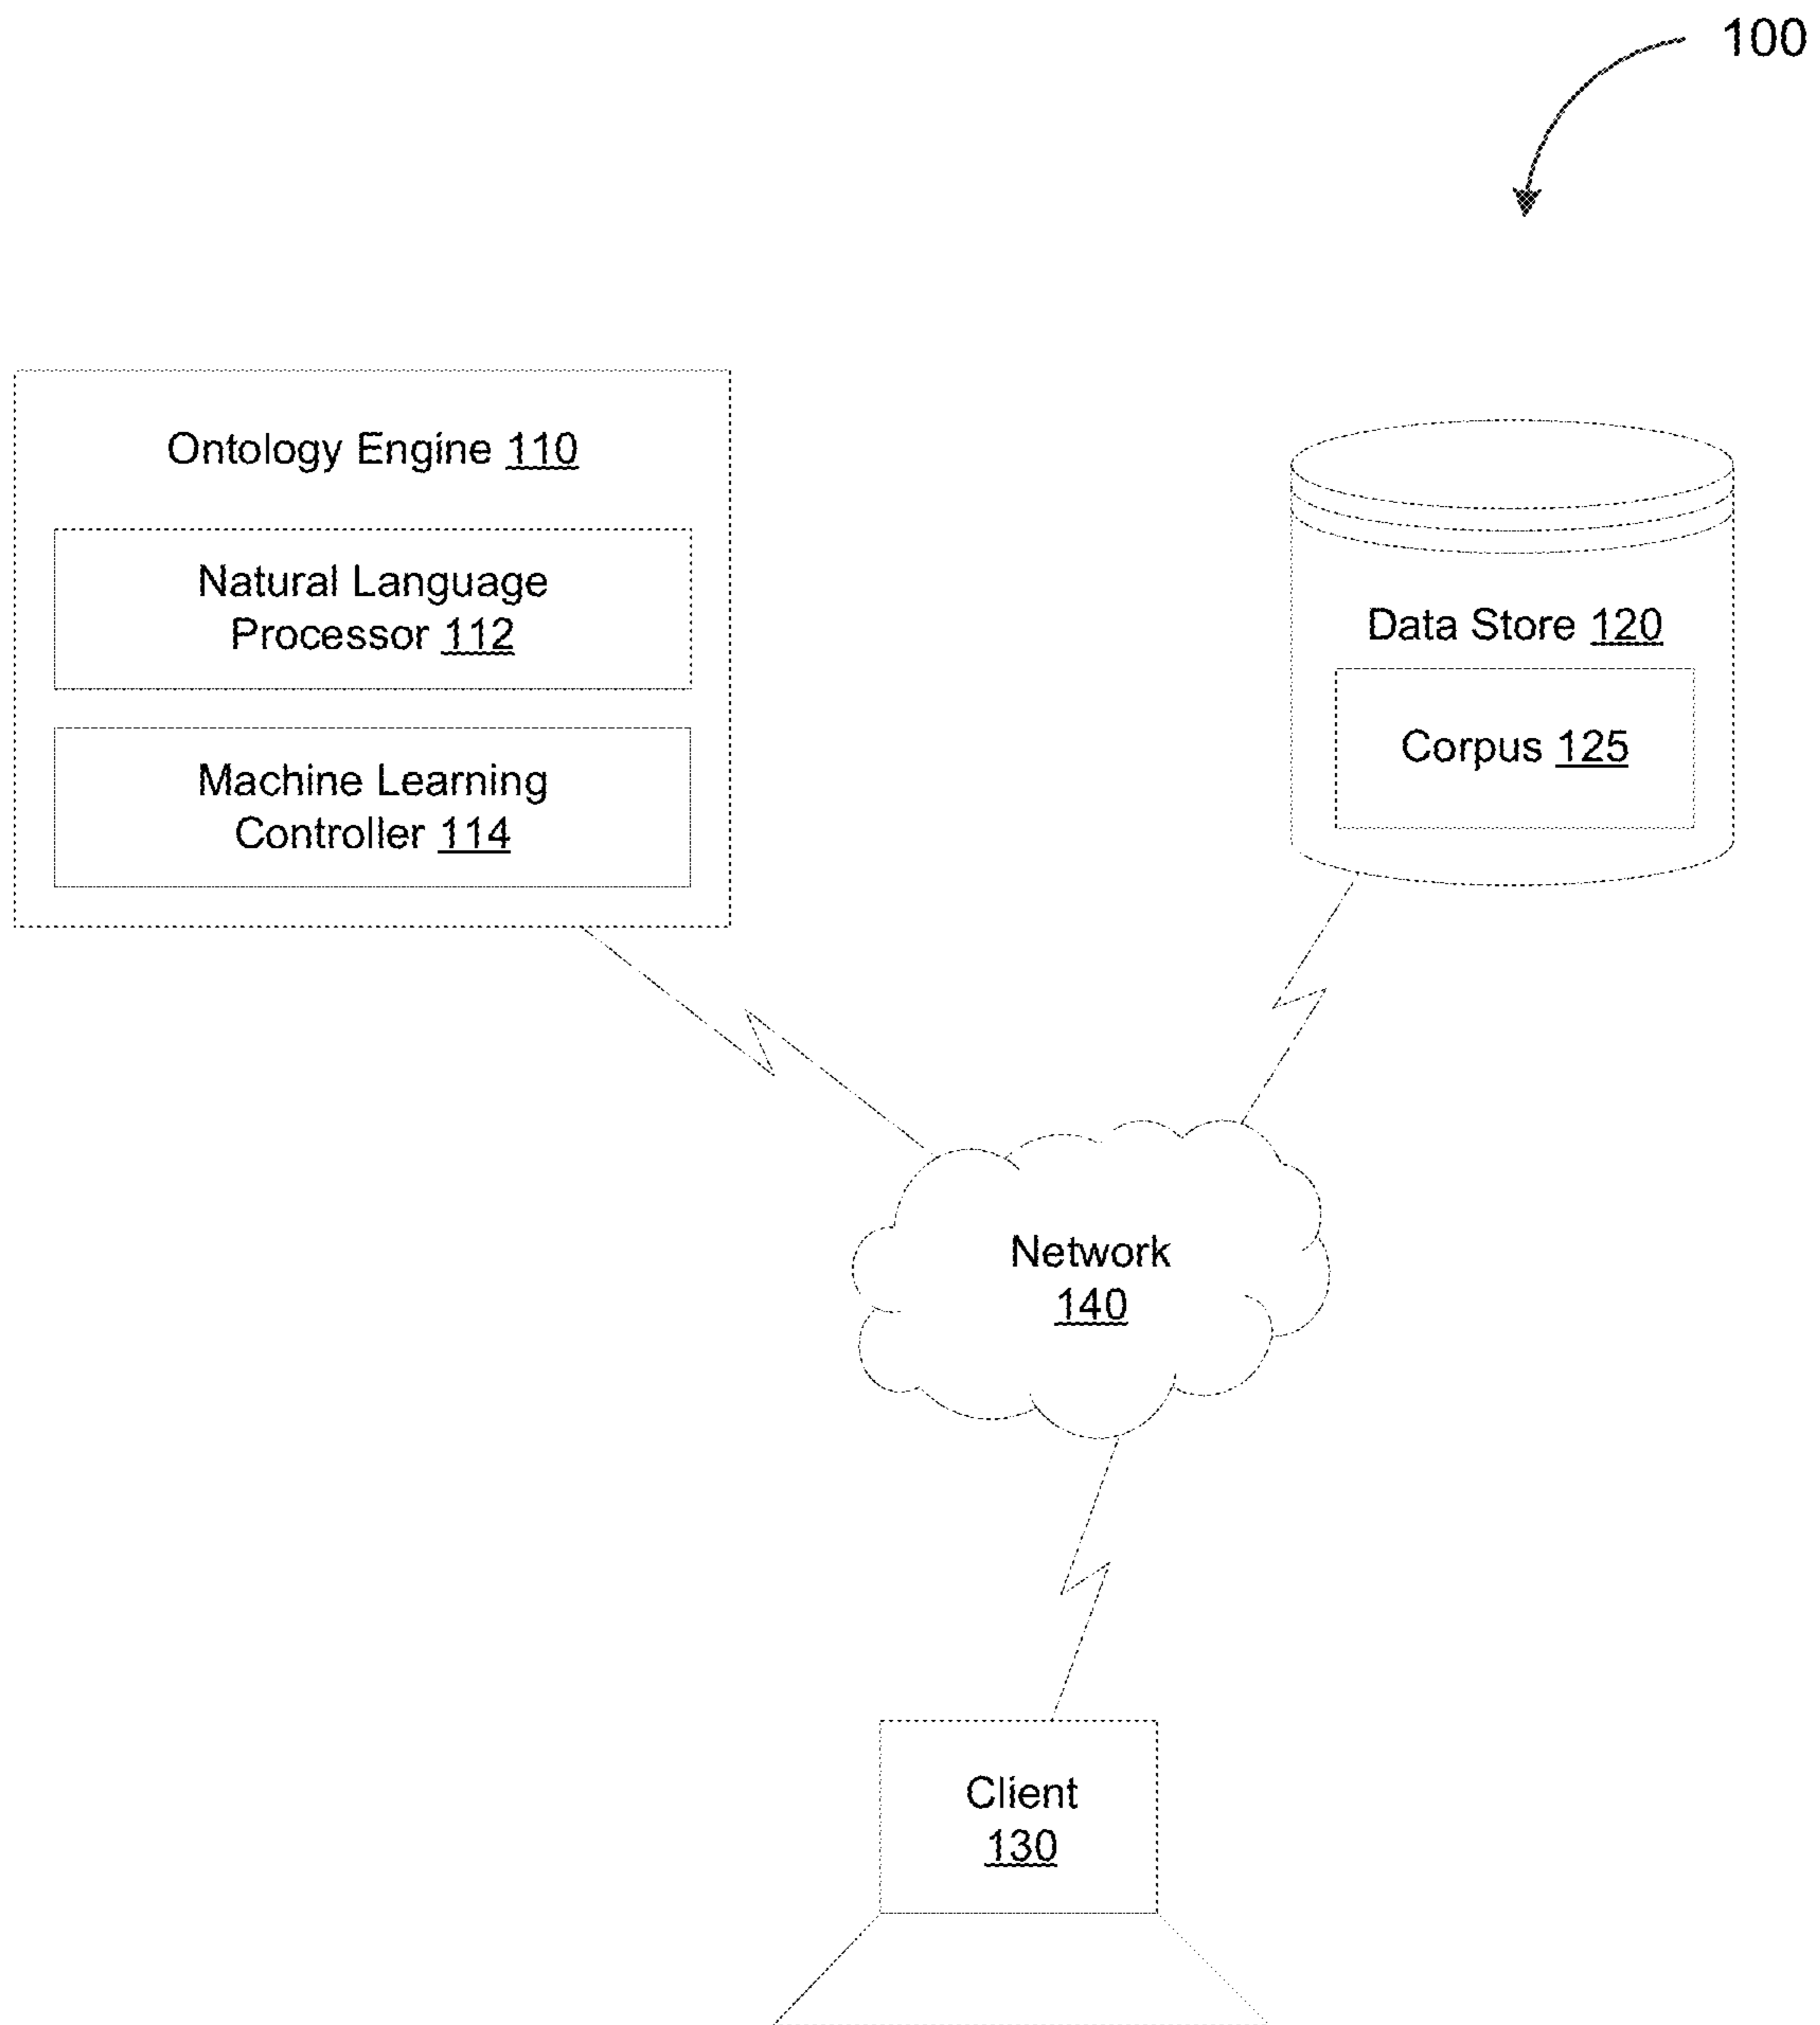 100
Ontology Engine 110
Natural Language
Processor 112
Machine Learning
Controller 114
Data Store 120
Corpus 125
Network
140
Client
130